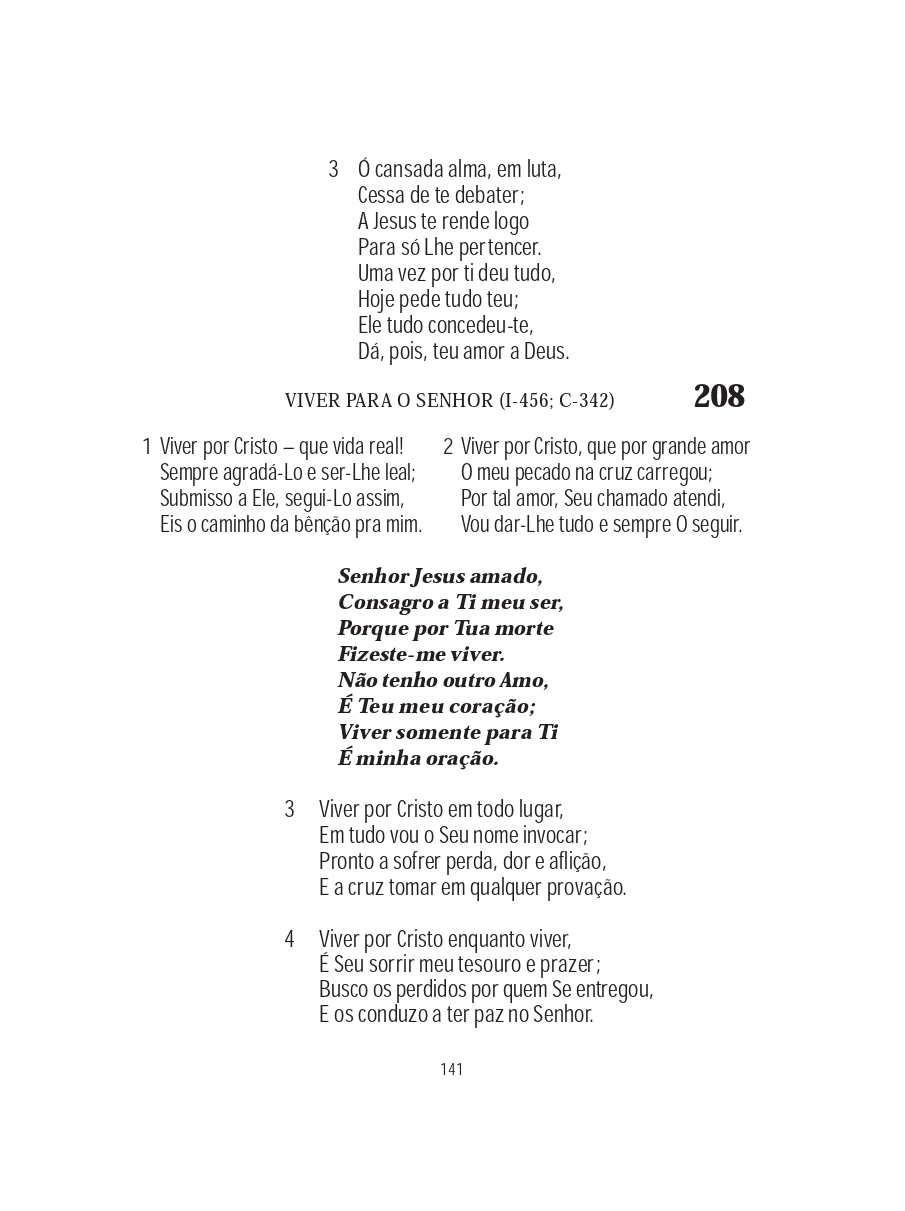 3 Ó cansada alma, em luta,
Cessa de te debater;
A Jesus te rende logo
Para só Lhe pertencer.
Uma vez por ti deu tudo,
Hoje pede tudo teu;
Ele tudo concedeu-te,
Dá, pois, teu amor a Deus.
VIVER PARA O SENHOR (I-456; C-342) 208
1 Viver por Cristo – que vida real!
Sempre agradá-Lo e ser-Lhe leal;
Submisso a Ele, segui-Lo assim,
Eis o caminho da bênção pra mim.
2 Viver por Cristo, que por grande amor
O meu pecado na cruz carregou;
Por tal amor, Seu chamado atendi,
Vou dar-Lhe tudo e sempre O seguir.
Senhor Jesus amado,
Consagro a Ti meu ser,
Porque por Tua morte
Fizeste-me viver.
Não tenho outro Amo,
É Teu meu coração;
Viver somente para Ti
É minha oração.
3 Viver por Cristo em todo lugar,
Em tudo vou o Seu nome invocar;
Pronto a sofrer perda, dor e aflição,
E a cruz tomar em qualquer provação.
4 Viver por Cristo enquanto viver,
É Seu sorrir meu tesouro e prazer;
Busco os perdidos por quem Se entregou,
E os conduzo a ter paz no Senhor.
141